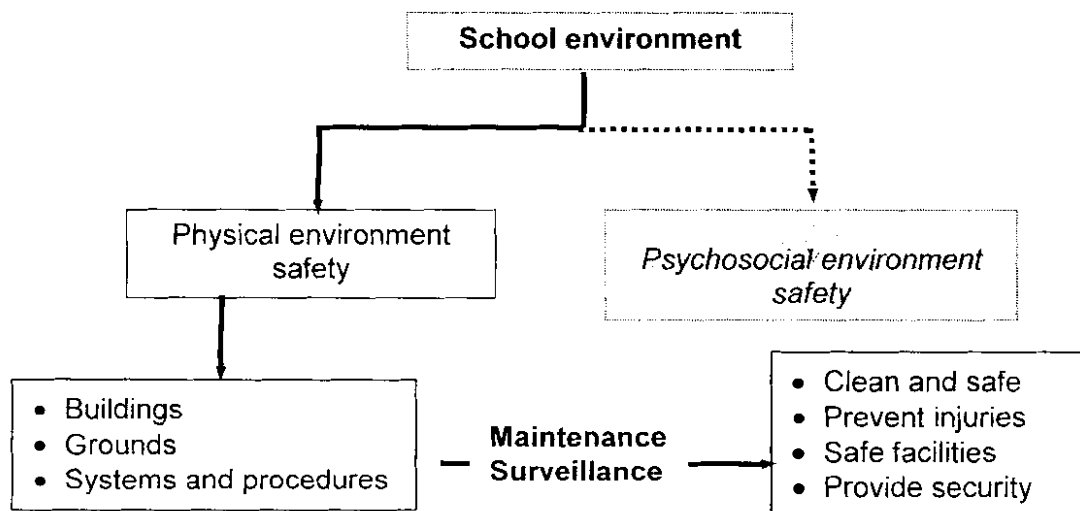 School environment
Physical environment
safety
Psychosocial environment
safety
• Buildings
• Grounds
• Systems and procedures
Maintenance
Surveillance
• Clean and safe
• Prevent injuries
• Safe facilities
• Provide security